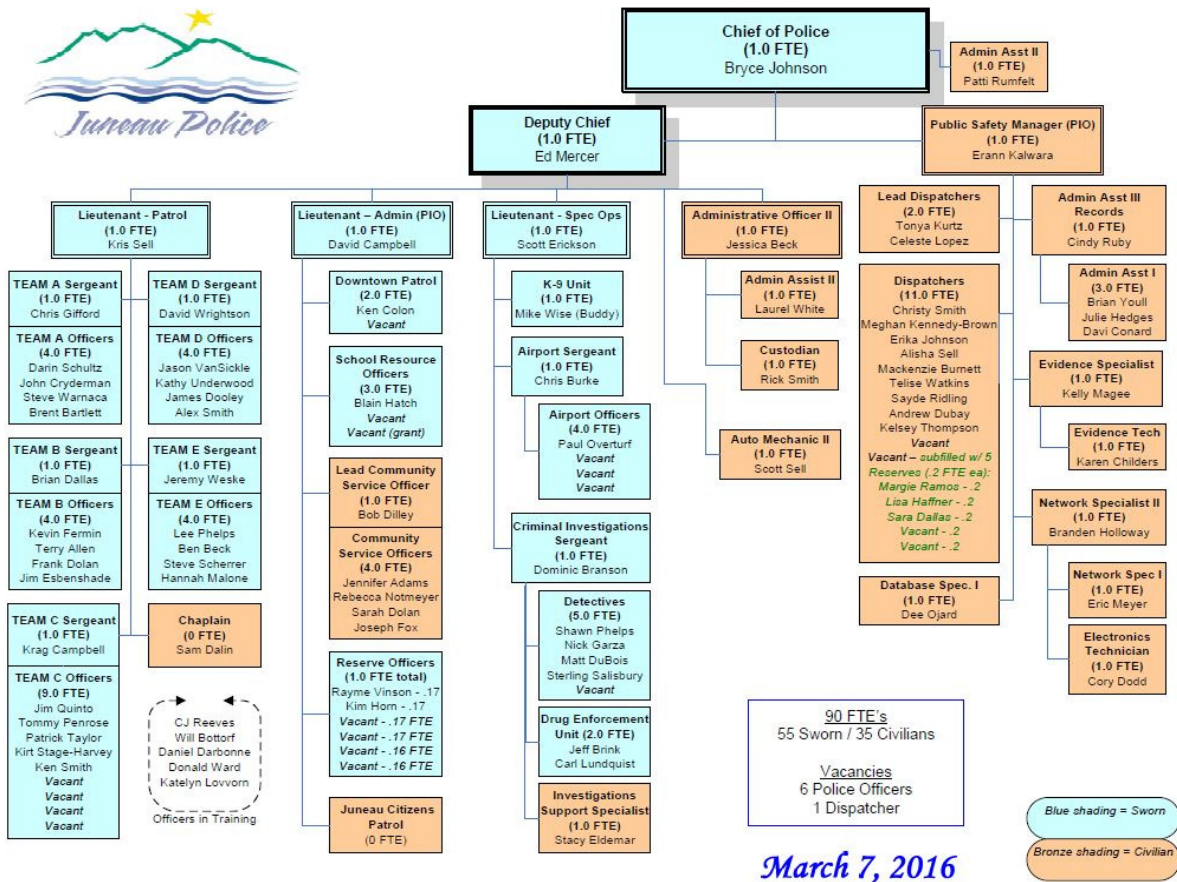 Juneau Police
Chief of Police
(1.0 FTE)
Bryce Johnson
Admin Asst II
(1.0 FTE)
Patti Rumfelt
Deputy Chief
(1.0 FTE)
Ed Mercer
Public Safety Manager (PIO)
(1.0 FTE)
Erann Kalwara
Lieutenant - Patrol
(1.0 FTE)
Kris Sell
TEAM A Sergeant
(1.0 FTE)
Chris Gifford
TEAM A Officers
(4.0 FTE)
Darin Schultz
John Cryderman
Steve Warnaca
Brent Bartlett
TEAM D Sergeant
(1.0 FTE)
David Wrightson
TEAM D Officers
(4.0 FTE)
Jason VanSickle
Kathy Underwood
James Dooley
Alex Smith
TEAM B Sergeant
(1.0 FTE)
Brian Dallas
TEAM B Officers
(4.0 FTE)
Kevin Fermin
Terry Allen
Frank Dolan
Jim Esbenshade
TEAM E Sergeant
(1.0 FTE)
Jeremy Weske
TEAM E Officers
(4.0 FTE)
Lee Phelps
Ben Beck
Steve Scherrer
Hannah Malone
TEAM C Sergeant
(1.0 FTE)
Krag Campbell
TEAM C Officers
(9.0 FTE)
Jim Quinto
Tommy Penrose
Patrick Taylor
Kirt Stage-Harvey
Ken Smith
Vacant
Vacant
Vacant
Vacant
Chaplain
(0 FTE)
Sam Dalin
CJ Reeves
Will Bottorf
Daniel Darbonne
Donald Ward
Katelyn Lovvorn
Officers in Training
Lieutenant – Admin (PIO)
(1.0 FTE)
David Campbell
Downtown Patrol
(2.0 FTE)
Ken Colon
Vacant
School Resource
Officers
(3.0 FTE)
Blain Hatch
Vacant
Vacant (grant)
Lead Community
Service Officer
(1.0 FTE)
Bob Dilley
Community
Service Officers
(4.0 FTE)
Jennifer Adams
Rebecca Notmeyer
Sarah Dolan
Joseph Fox
Reserve Officers
(1.0 FTE total)
Rayme Vinson - .17
Kim Horn - .17
Vacant - .17 FTE
Vacant - .17 FTE
Vacant - .16 FTE
Vacant - .16 FTE
Juneau Citizens
Patrol
(0 FTE)
Lieutenant - Spec Ops
(1.0 FTE)
Scott Erickson
K-9 Unit
(1.0 FTE)
Mike Wise (Buddy)
Airport Sergeant
(1.0 FTE)
Chris Burke
Airport Officers
(4.0 FTE)
Paul Overturf
Vacant
Vacant
Vacant
Criminal Investigations
Sergeant
(1.0 FTE)
Dominic Branson
Detectives
(5.0 FTE)
Shawn Phelps
Nick Garza
Matt DuBois
Sterling Salisbury
Vacant
Drug Enforcement
Unit (2.0 FTE)
Jeff Brink
Carl Lundquist
Investigations
Support Specialist
(1.0 FTE)
Stacy Eldemar
Administrative Officer II
(1.0 FTE)
Jessica Beck
Admin Assist II
(1.0 FTE)
Laurel White
Custodian
(1.0 FTE)
Rick Smith
Auto Mechanic II
(1.0 FTE)
Scott Sell
Lead Dispatchers
(2.0 FTE)
Tonya Kurtz
Celeste Lopez
Dispatchers
(11.0 FTE)
Christy Smith
Meghan Kennedy-Brown
Erika Johnson
Alisha Sell
Mackenzie Burnett
Telise Watkins
Sayde Ridling
Andrew Dubay
Kelsey Thompson
Vacant
Vacant – subfilled w/ 5
Reserves (.2 FTE ea):
Margie Ramos - .2
Lisa Haffner - .2
Sara Dallas - .2
Vacant - .2
Vacant - .2
Database Spec. I
(1.0 FTE)
Dee Ojard
Admin Asst III
Records
(1.0 FTE)
Cindy Ruby
Admin Asst I
(3.0 FTE)
Brian Youll
Julie Hedges
Davi Conard
Evidence Specialist
(1.0 FTE)
Kelly Magee
Evidence Tech
(1.0 FTE)
Karen Childers
Network Specialist II
(1.0 FTE)
Branden Holloway
Network Spec I
(1.0 FTE)
Eric Meyer
Electronics
Technician
(1.0 FTE)
Cory Dodd
90 FTE's
55 Sworn / 35 Civilians
Vacancies
6 Police Officers
1 Dispatcher
Blue shading = Sworn
Bronze shading = Civilian
March 7, 2016